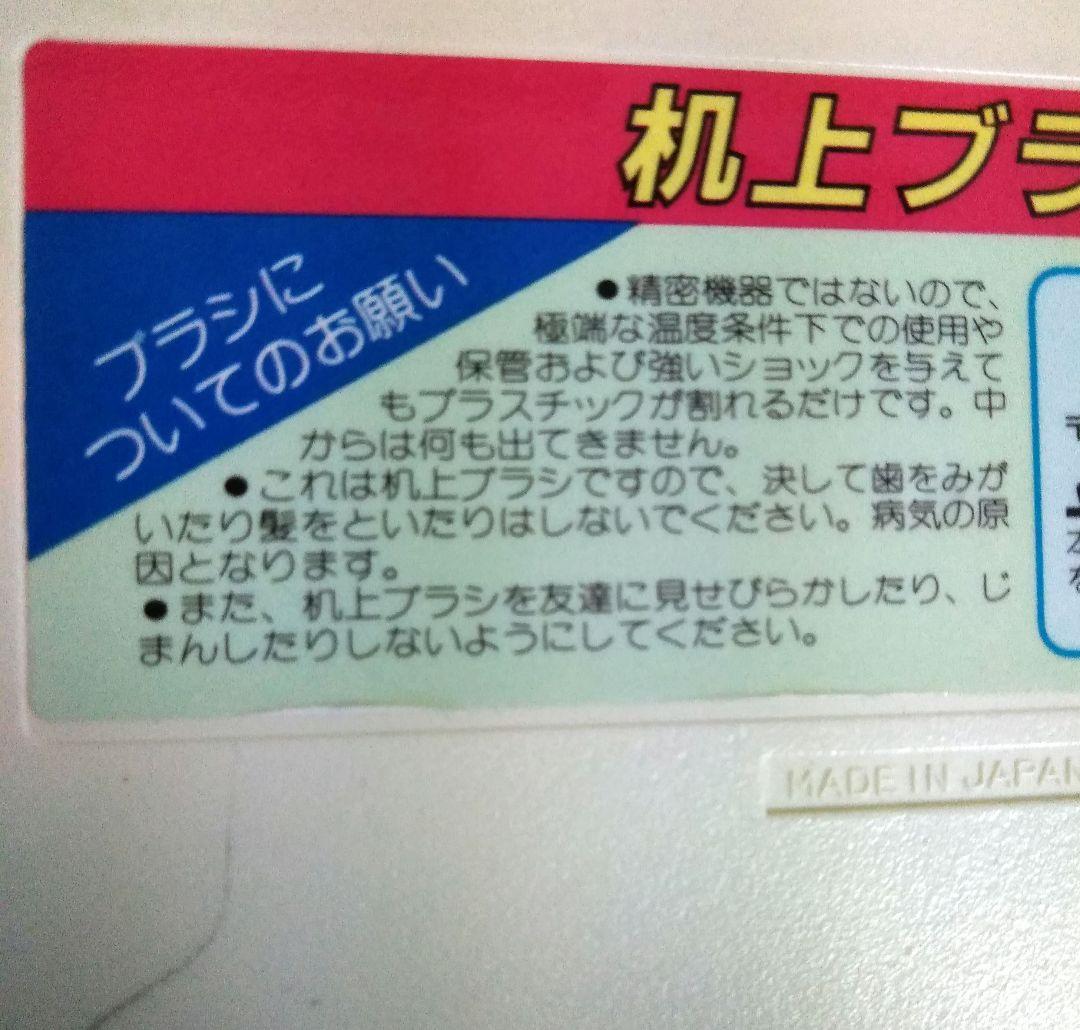 机上ブラ
ブラシに
ついてのお願い
●精密機器ではないので、
極端な温度条件下での使用や
保管および強いショックを与えて
もプラスチックが割れるだけです。中
からは何も出てきません。
●これは机上ブラシですので、決して歯をみが
いたり髪をといたりはしないでください。病気の原
因となります。
●また、机上ブラシを友達に見せびらかしたり、じ
まんしたりしないようにしてください。
MADE IN JAPAN